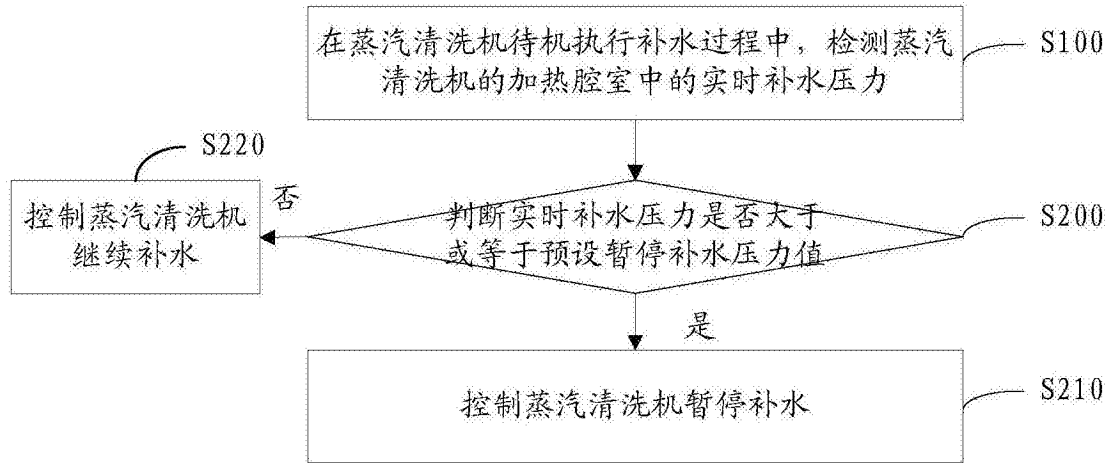 在蒸汽清洗机待机执行补水过程中，检测蒸汽
清洗机的加热腔室中的实时补水压力
S100
S220
否
控制蒸汽清洗机
继续补水
判断实时补水压力是否大于
或等于预设暂停补水压力值
S200
是
控制蒸汽清洗机暂停补水
S210